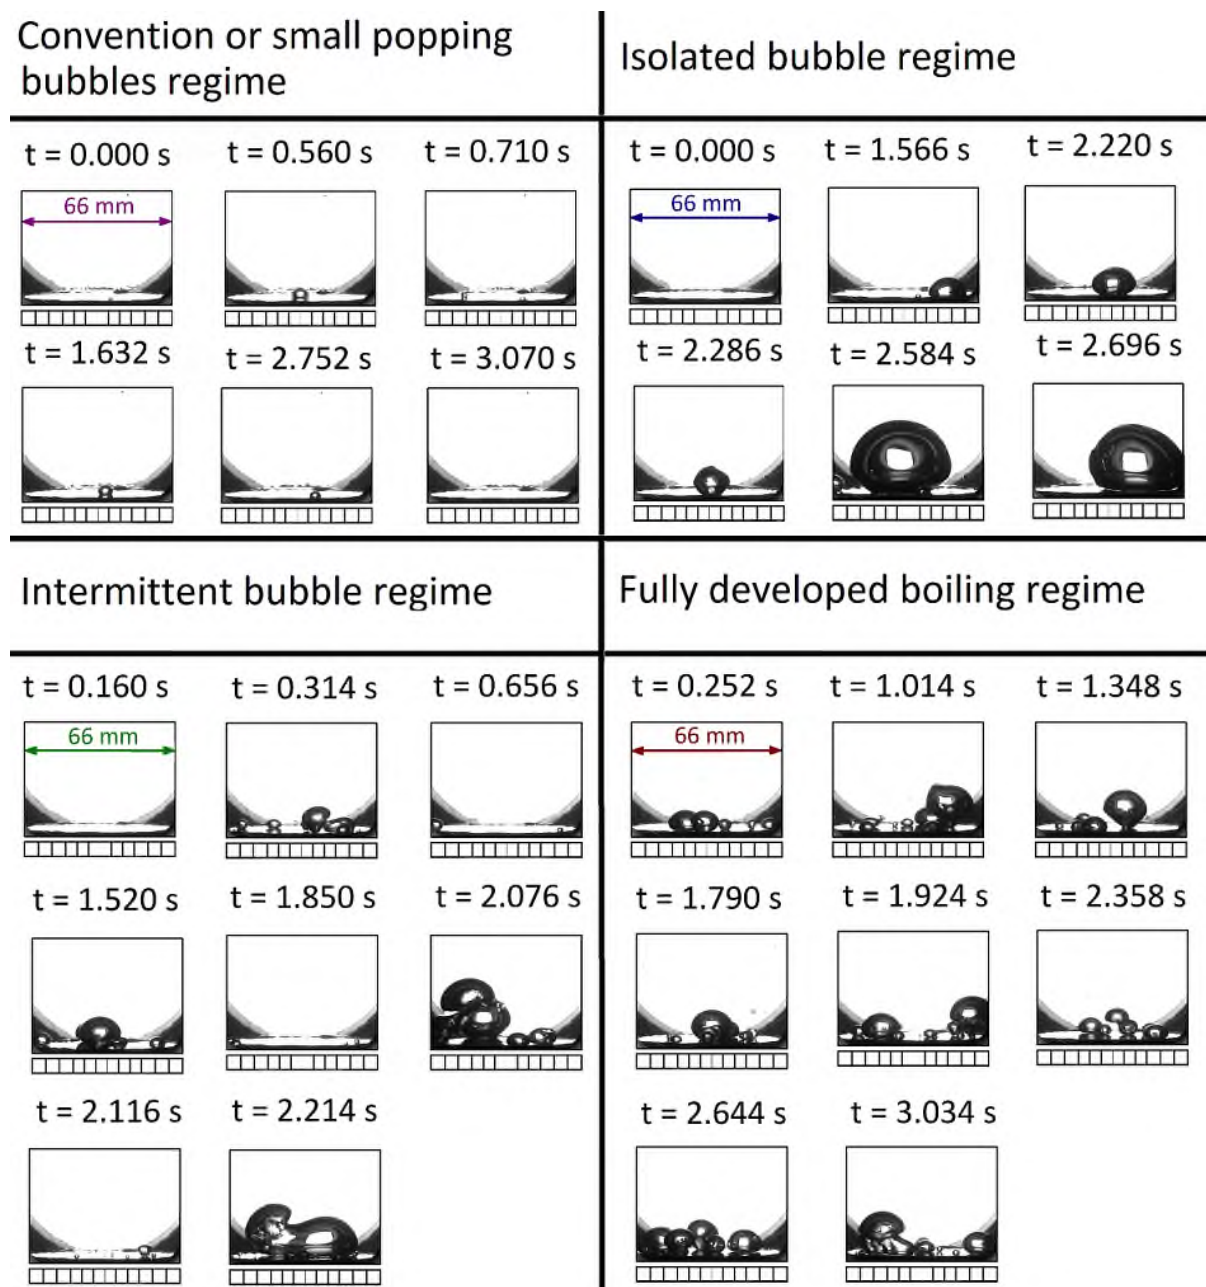 Convention or small popping
bubbles regime
Isolated bubble regime
t = 0.000 s
t = 0.560 s
t = 0.710 s
66 mm
t = 1.632 s
t = 2.752 s
t = 3.070 s
t = 0.000 s
t = 1.566 s
t = 2.220 s
66 mm
t = 2.286 s
t = 2.584 s
t = 2.696 s
Intermittent bubble regime
Fully developed boiling regime
t = 0.160 s
t = 0.314 s
t = 0.656 s
66 mm
t = 1.520 s
t = 1.850 s
t = 2.076 s
t = 2.116 s
t = 2.214 s
t = 0.252 s
t = 1.014 s
t = 1.348 s
66 mm
t = 1.790 s
t = 1.924 s
t = 2.358 s
t = 2.644 s
t = 3.034 s